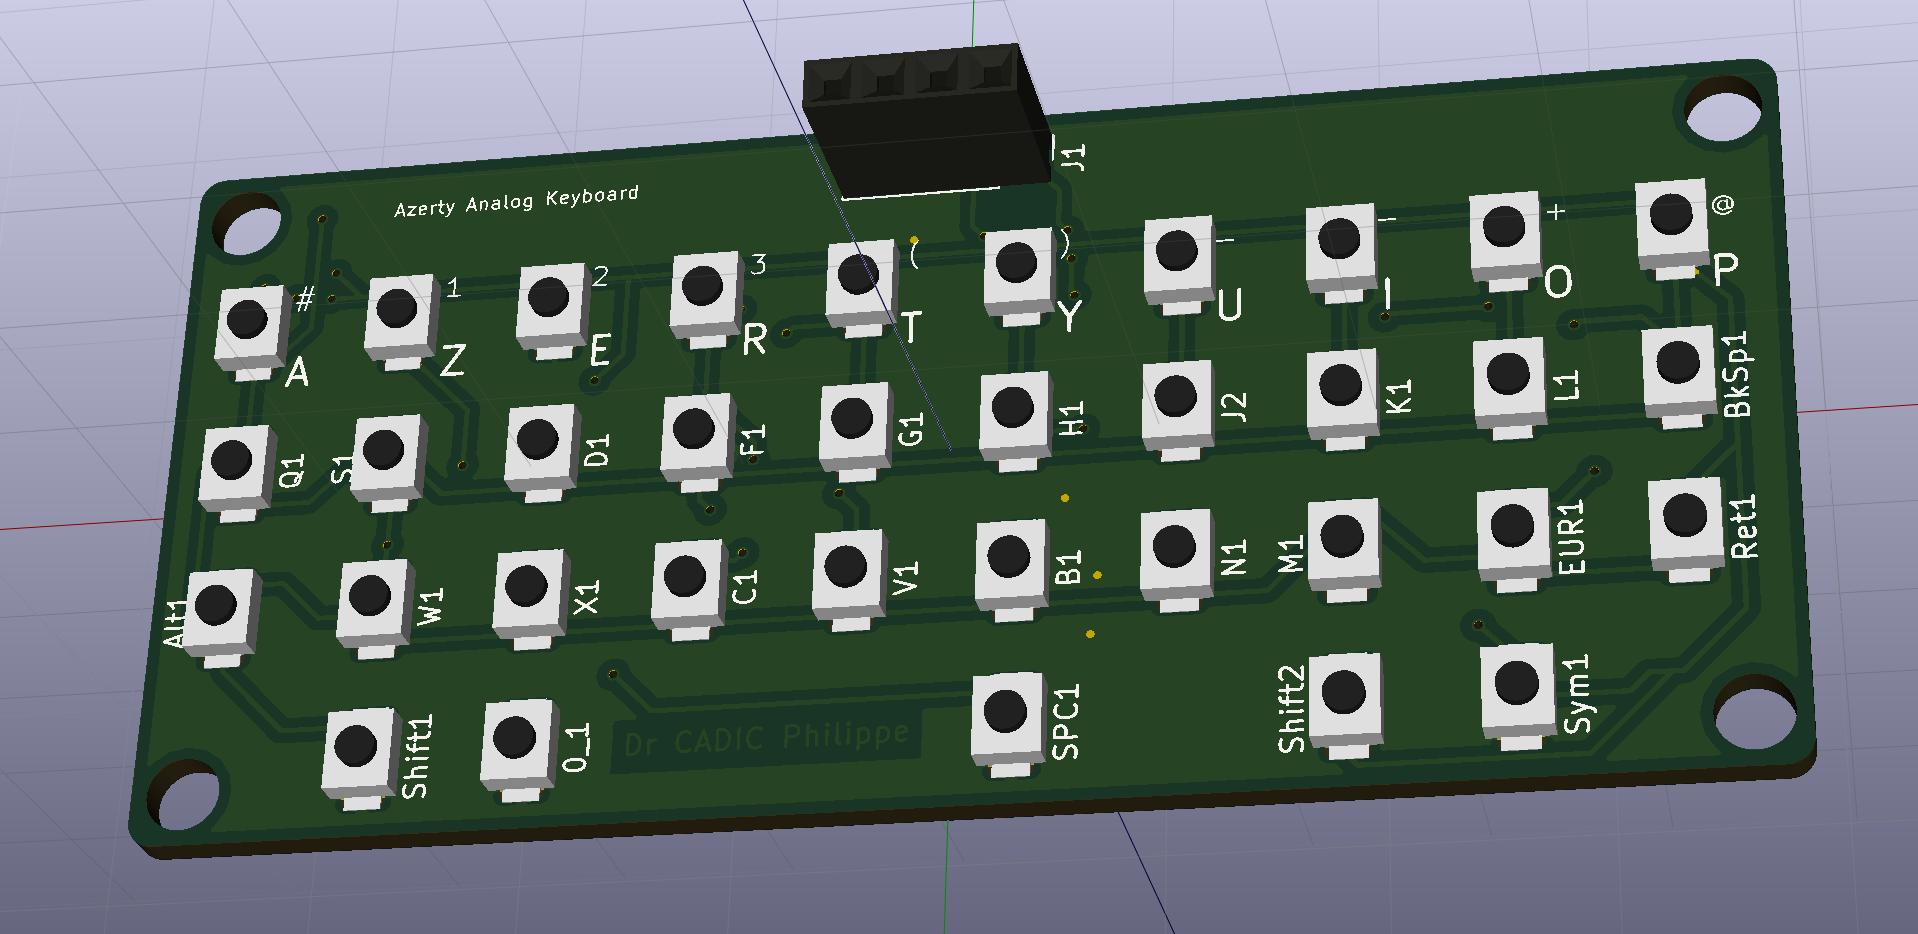 J1
Azerty Analog Keyboard
# 1 2 3 ( ) - - + @
A Z E R T Y U I O P
Q1 S1 D1 F1 G1 H1 J2 K1 L1 BkSp1
Alt1 W1 X1 C1 V1 B1 N1 M1 EUR1 Ret1
Shift1 0_1 SPC1 Shift2 Sym1
Dr CADIC Philippe